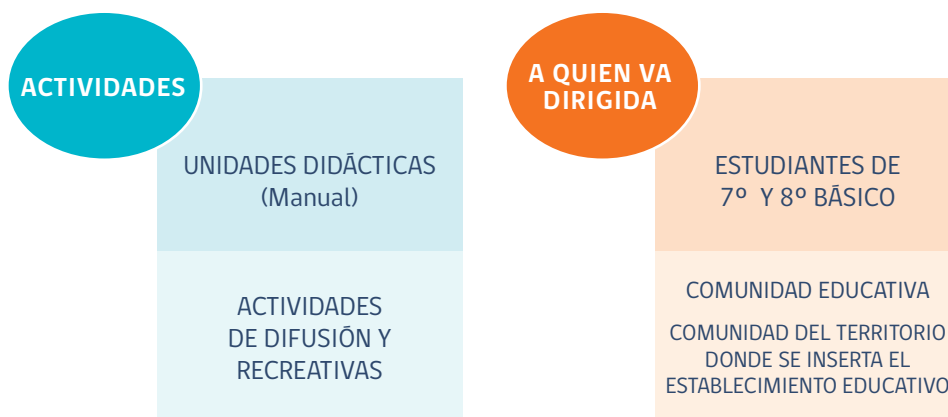 ACTIVIDADES
UNIDADES DIDÁCTICAS
(Manual)
ACTIVIDADES
DE DIFUSIÓN Y
RECREATIVAS
A QUIEN VA
DIRIGIDA
ESTUDIANTES DE
7º Y 8º BÁSICO
COMUNIDAD EDUCATIVA
COMUNIDAD DEL TERRITORIO
DONDE SE INSERTA EL
ESTABLECIMIENTO EDUCATIVO